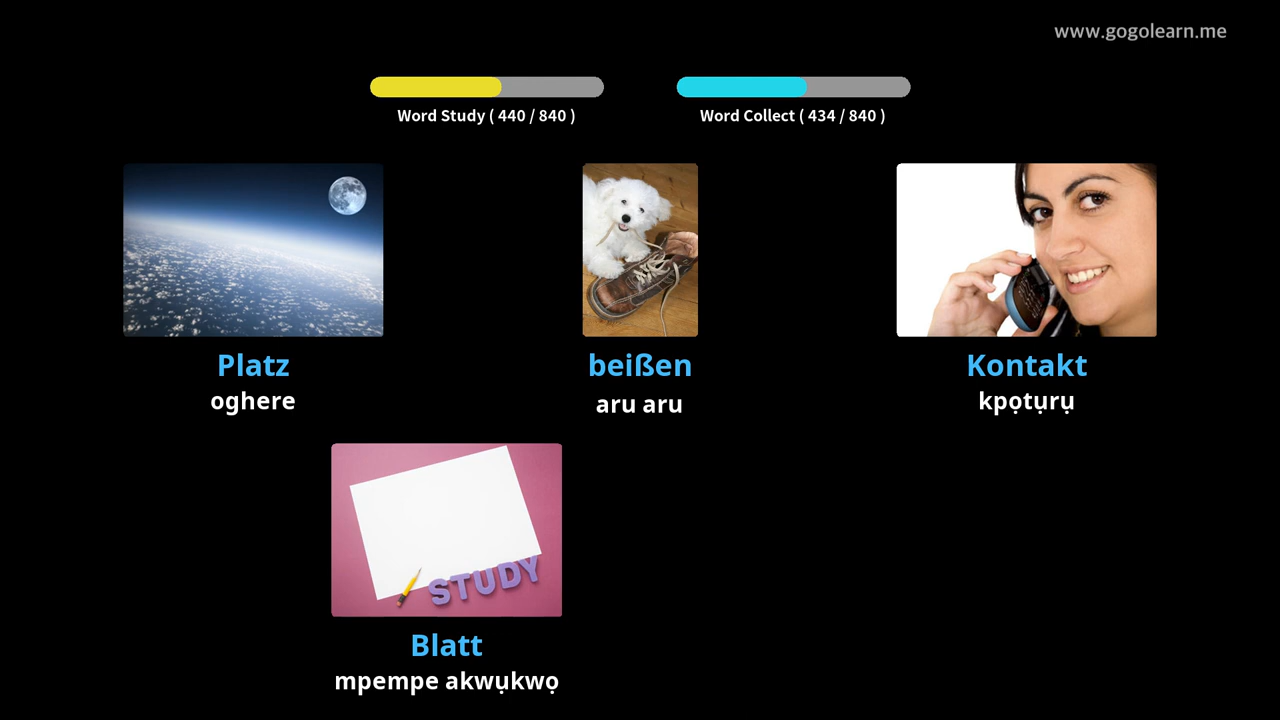 www.gogolearn.me
Word Study ( 440 / 840 )
Word Collect ( 434 / 840 )
Platz
oghere
beißen
aru aru
Kontakt
kpọtụrụ
STUDY
Blatt
mpempe akwụkwọ